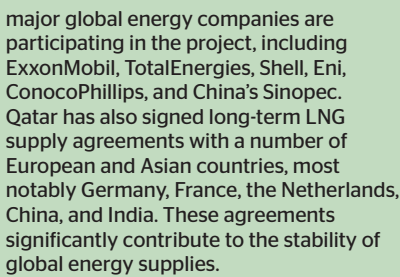 major global energy companies are
participating in the project, including
ExxonMobil, TotalEnergies, Shell, Eni,
ConocoPhillips, and China’s Sinopec.
Qatar has also signed long-term LNG
supply agreements with a number of
European and Asian countries, most
notably Germany, France, the Netherlands,
China, and India. These agreements
significantly contribute to the stability of
global energy supplies.